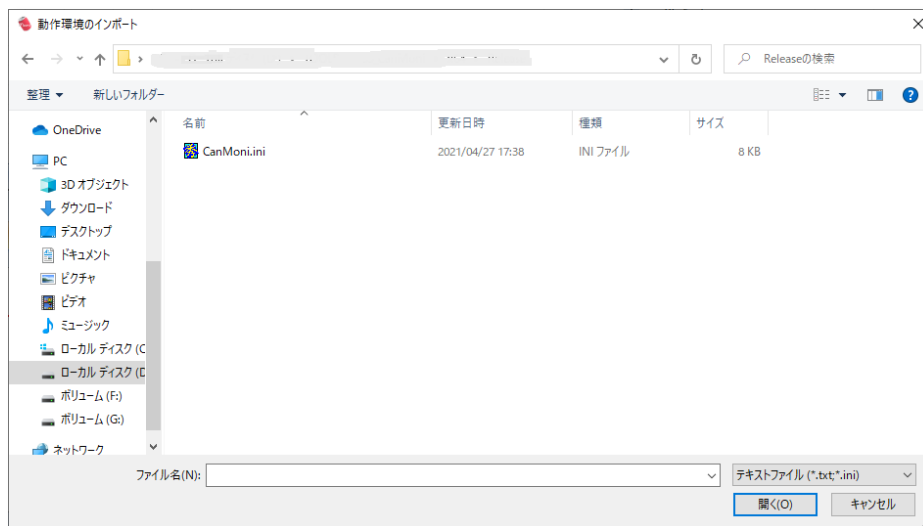 動作環境のインポート
Releaseの検索
整理 新しいフォルダー
名前 更新日時 種類 サイズ
OneDrive
CanMoni.ini 2021/04/27 17:38 INI ファイル 8 KB
PC
3D オブジェクト
ダウンロード
デスクトップ
ドキュメント
ピクチャ
ビデオ
ミュージック
ローカル ディスク (C
ローカル ディスク (D
ボリューム (F:)
ボリューム (G:)
ネットワーク
ファイル名(N): テキストファイル (*.txt;*.ini)
開く(O) キャンセル